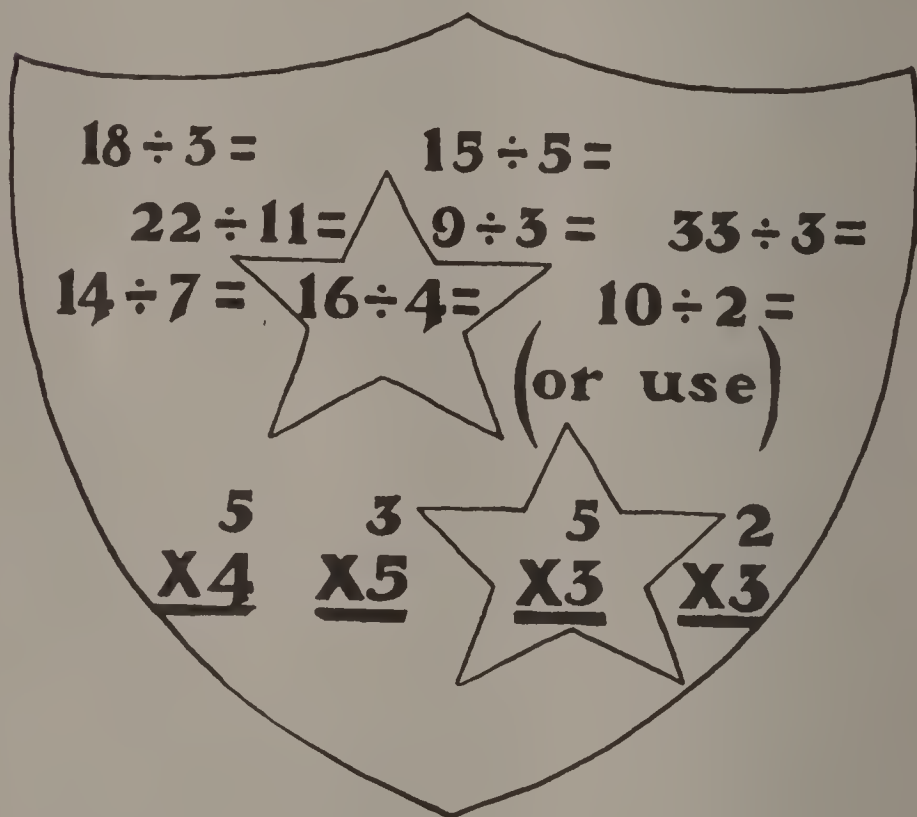 18÷3= 15÷5=
22÷11= 9÷3= 33÷3=
14÷7= 16÷4= 10÷2=
(or use)
5 3 5 2
X4 X5 X3 X3